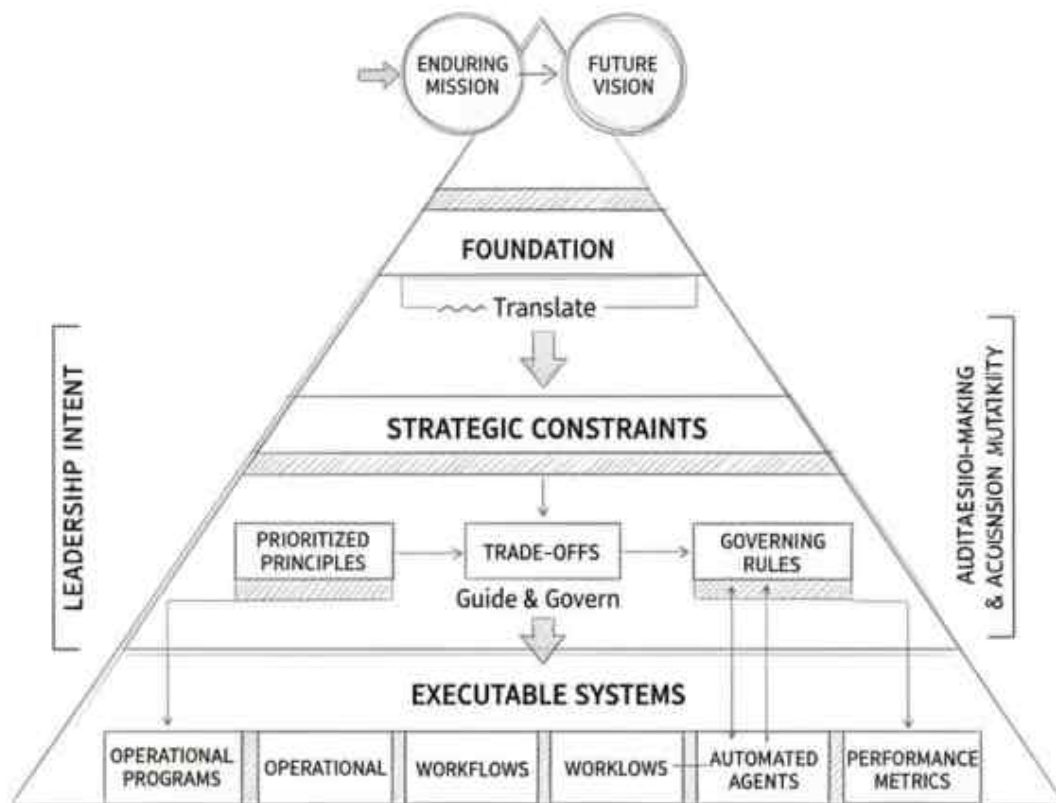 ENDURING
MISSION
FUTURE
VISION
FOUNDATION
Translate
STRATEGIC CONSTRAINTS
LEADERSHIP INTENT
PRIORITIZED
PRINCIPLES
TRADE-OFFS
GOVERNING
RULES
Guide & Govern
EXECUTABLE SYSTEMS
OPERATIONAL
PROGRAMS
OPERATIONAL
WORKFLOWS
WORKLOWS
AUTOMATED
AGENTS
PERFORMANCE
METRICS